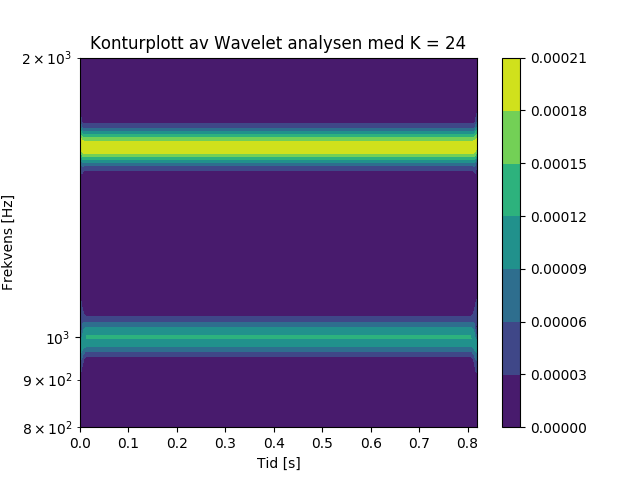 Konturplott av Wavelet analysen med K = 24
Frekvens [Hz]
2 × 10³
10³
9 × 10²
8 × 10²
0.0 0.1 0.2 0.3 0.4 0.5 0.6 0.7 0.8
Tid [s]
0.00021
0.00018
0.00015
0.00012
0.00009
0.00006
0.00003
0.00000